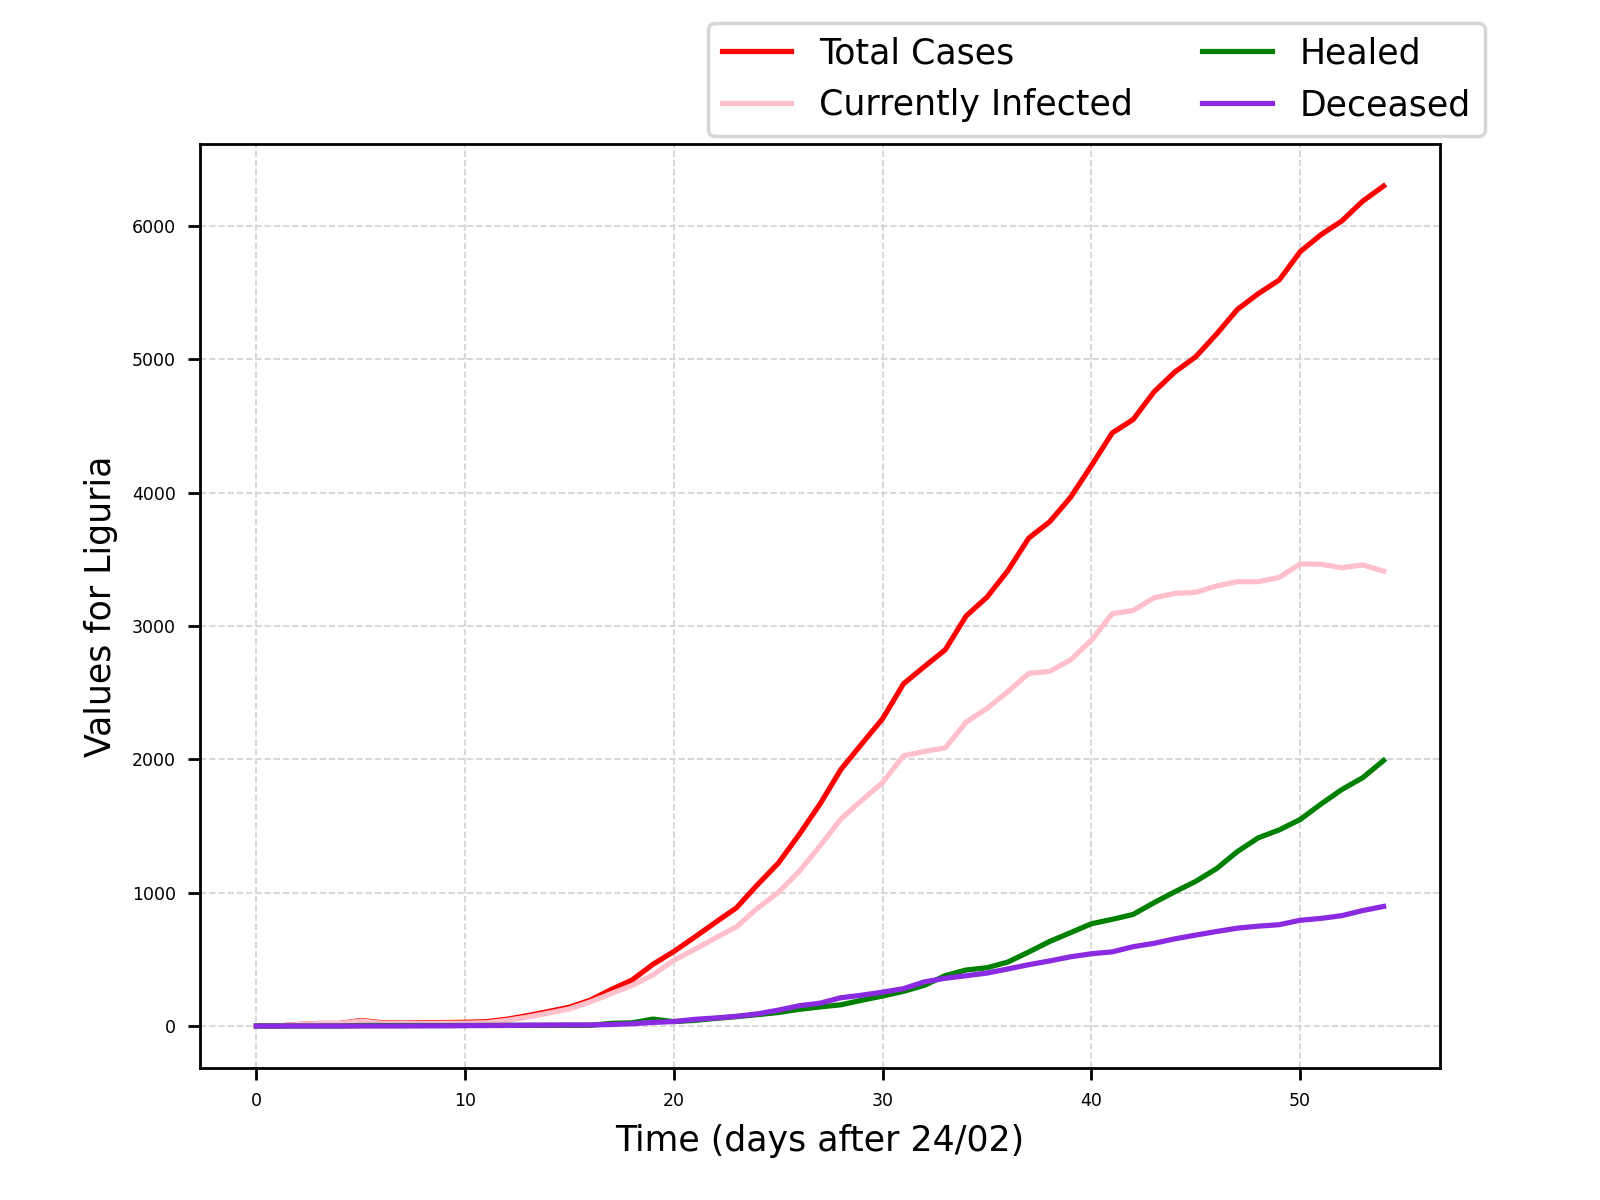 Total Cases
Currently Infected
Healed
Deceased
6000
5000
4000
3000
2000
1000
0
Values for Liguria
0 10 20 30 40 50
Time (days after 24/02)